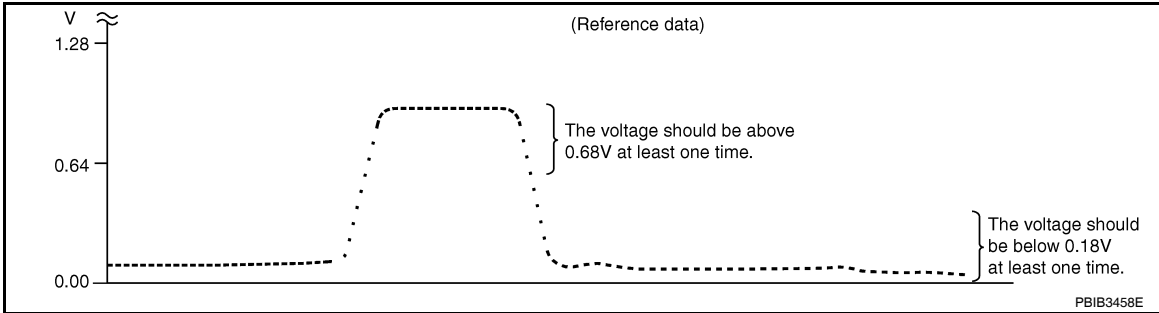 V
(Reference data)
1.28
The voltage should be above
0.68V at least one time.
0.64
The voltage should
be below 0.18V
at least one time.
0.00
PBIB3458E